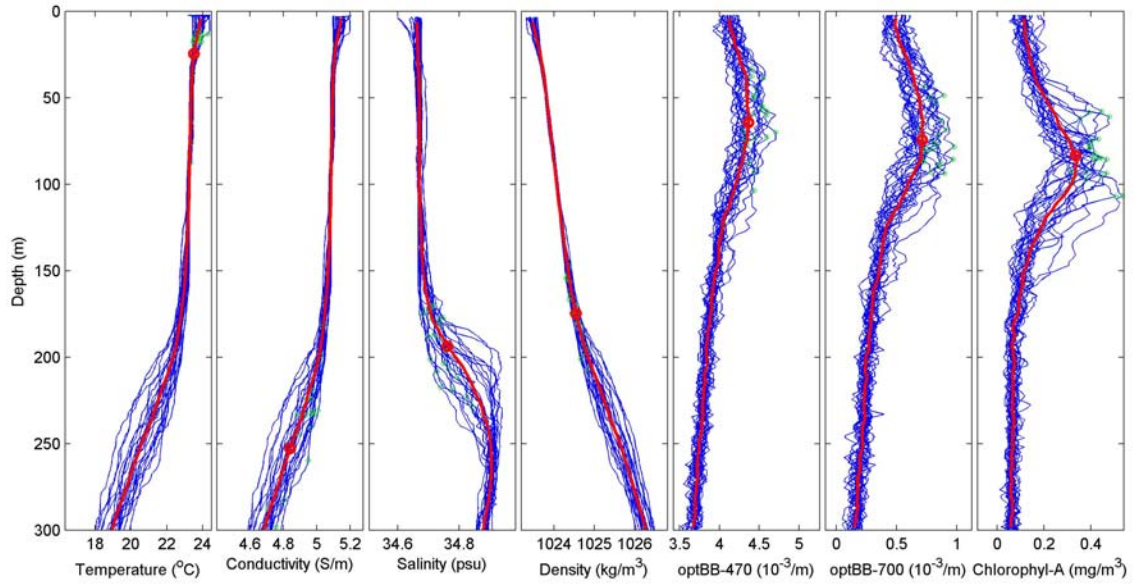 0
50
100
150
200
250
300
Depth (m)
18 20 22 24
4.6 4.8 5 5.2
34.6 34.8
1024 1025 1026
3.5 4 4.5 5
0 0.5 1
0 0.2 0.4
Temperature (°C)
Conductivity (S/m)
Salinity (psu)
Density (kg/m³)
optBB-470 (10⁻³/m)
optBB-700 (10⁻³/m)
Chlorophyl-A (mg/m³)